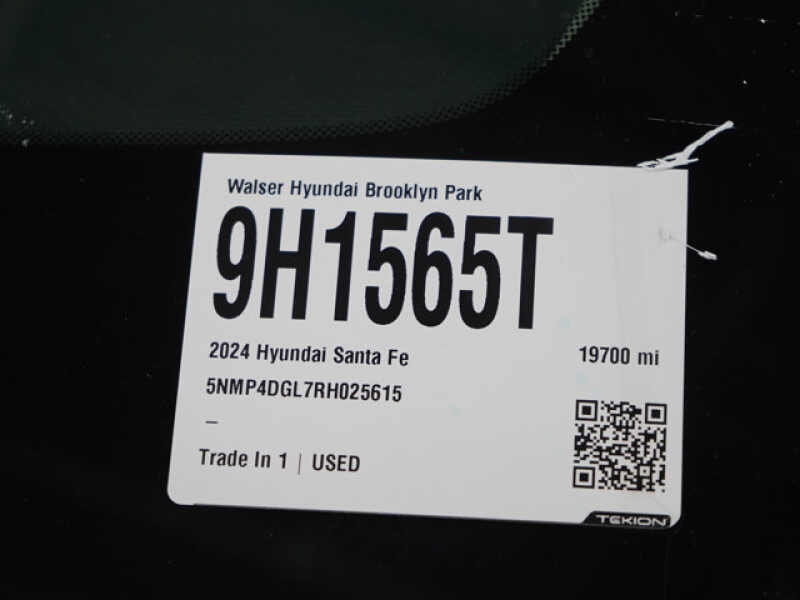 Walser Hyundai Brooklyn Park
9H1565T
2024 Hyundai Santa Fe 19700 mi
5NMP4DGL7RH025615
–
Trade In 1 | USED
TEKION